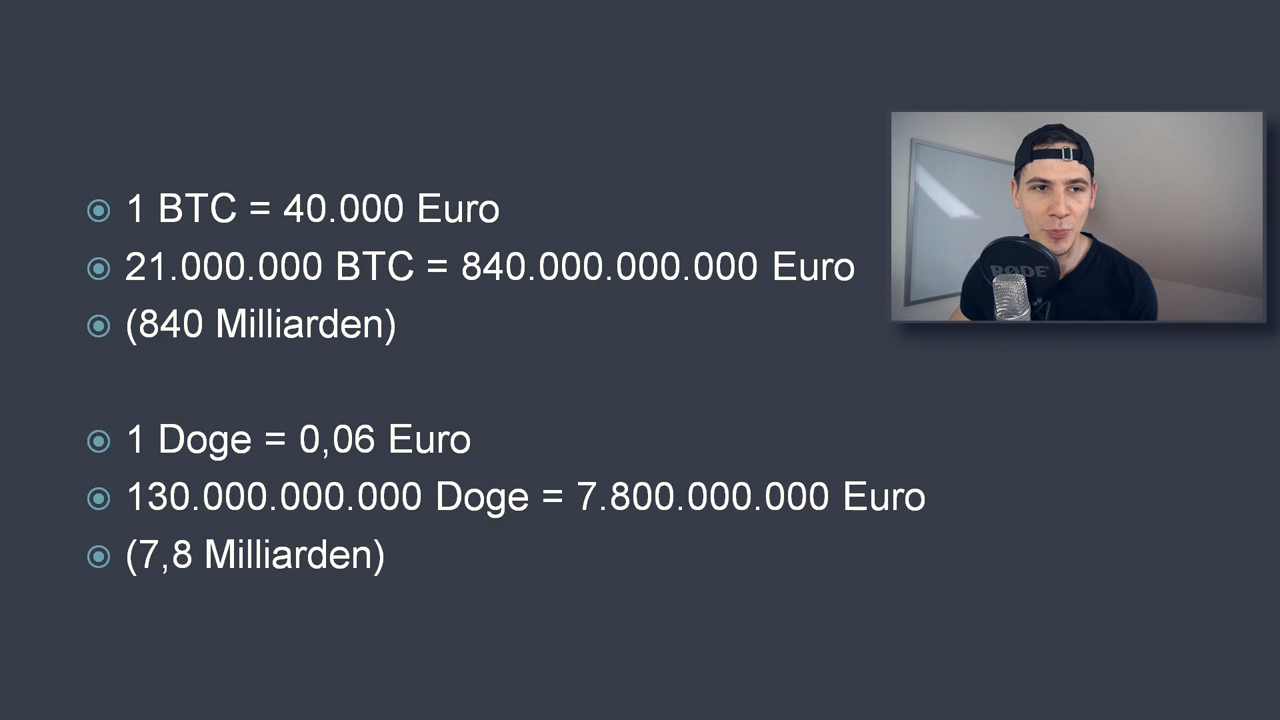 1 BTC = 40.000 Euro
21.000.000 BTC = 840.000.000.000 Euro
(840 Milliarden)
1 Doge = 0,06 Euro
130.000.000.000 Doge = 7.800.000.000 Euro
(7,8 Milliarden)
RODE